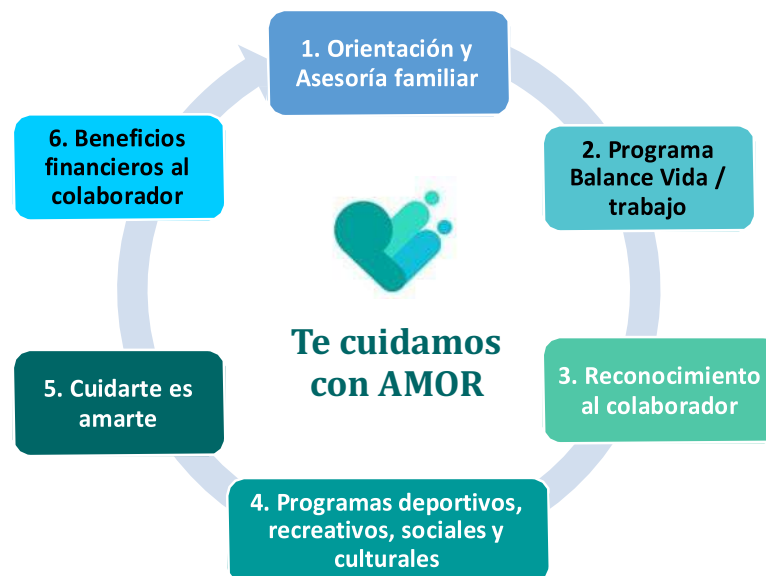 1. Orientación y
Asesoría familiar
2. Programa
Balance Vida /
trabajo
3. Reconocimiento
al colaborador
4. Programas deportivos,
recreativos, sociales y
culturales
5. Cuidarte es
amarte
6. Beneficios
financieros al
colaborador
Te cuidamos
con AMOR